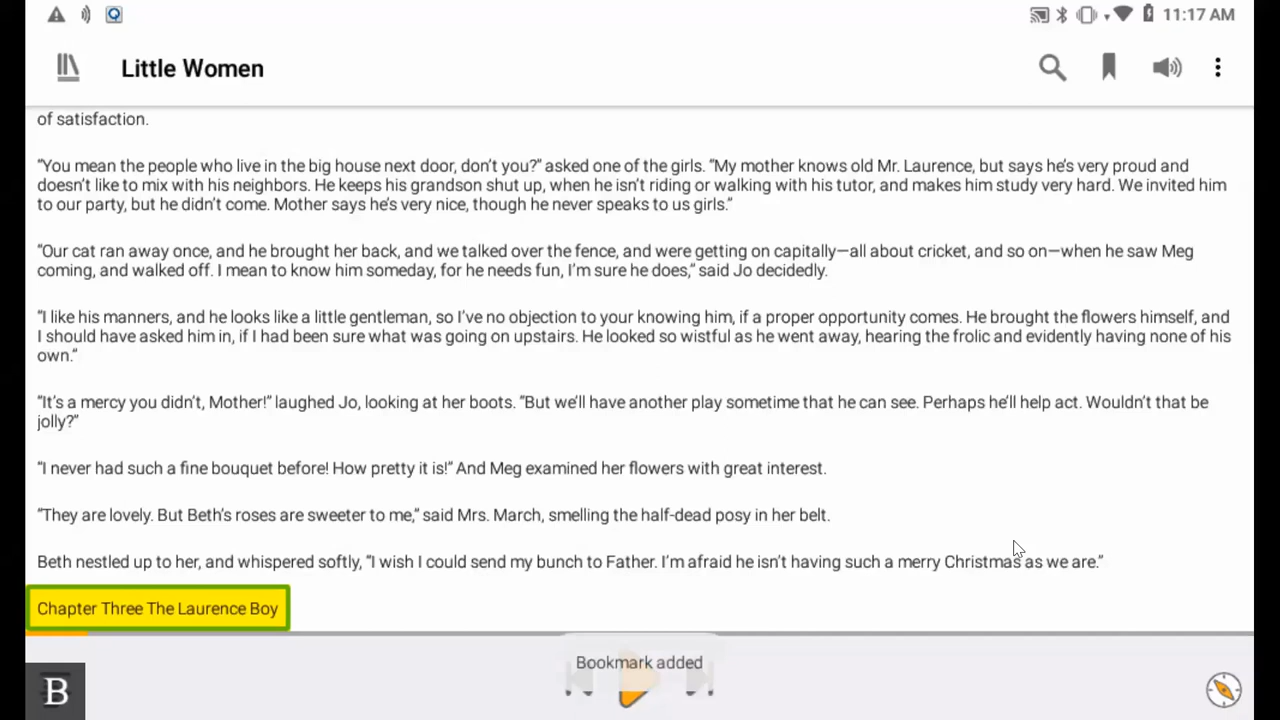 11:17 AM
Little Women
of satisfaction.
“You mean the people who live in the big house next door, don’t you?” asked one of the girls. “My mother knows old Mr. Laurence, but says he’s very proud and
doesn’t like to mix with his neighbors. He keeps his grandson shut up, when he isn’t riding or walking with his tutor, and makes him study very hard. We invited him
to our party, but he didn’t come. Mother says he’s very nice, though he never speaks to us girls.”
“Our cat ran away once, and he brought her back, and we talked over the fence, and were getting on capitally—all about cricket, and so on—when he saw Meg
coming, and walked off. I mean to know him someday, for he needs fun, I’m sure he does,” said Jo decidedly.
“I like his manners, and he looks like a little gentleman, so I’ve no objection to your knowing him, if a proper opportunity comes. He brought the flowers himself, and
I should have asked him in, if I had been sure what was going on upstairs. He looked so wistful as he went away, hearing the frolic and evidently having none of his
own.”
“It’s a mercy you didn’t, Mother!” laughed Jo, looking at her boots. “But we’ll have another play sometime that he can see. Perhaps he’ll help act. Wouldn’t that be
jolly?”
“I never had such a fine bouquet before! How pretty it is!” And Meg examined her flowers with great interest.
“They are lovely. But Beth’s roses are sweeter to me,” said Mrs. March, smelling the half-dead posy in her belt.
Beth nestled up to her, and whispered softly, “I wish I could send my bunch to Father. I’m afraid he isn’t having such a merry Christmas as we are.”
Chapter Three The Laurence Boy
Bookmark added
B